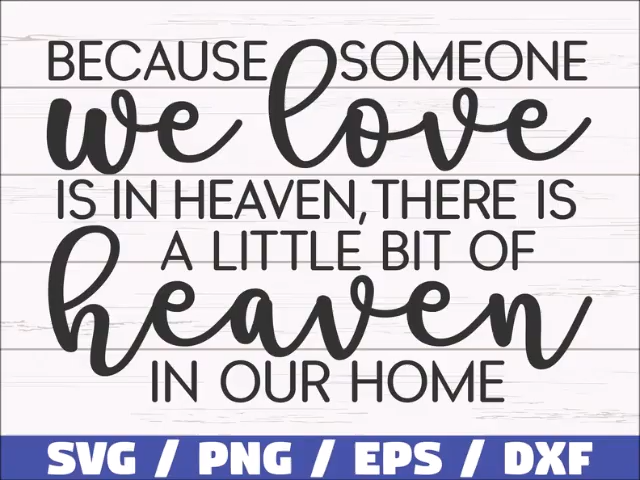 BECAUSE SOMEONE
we love
IS IN HEAVEN, THERE IS
A LITTLE BIT OF
heaven
IN OUR HOME
SVG / PNG / EPS / DXF